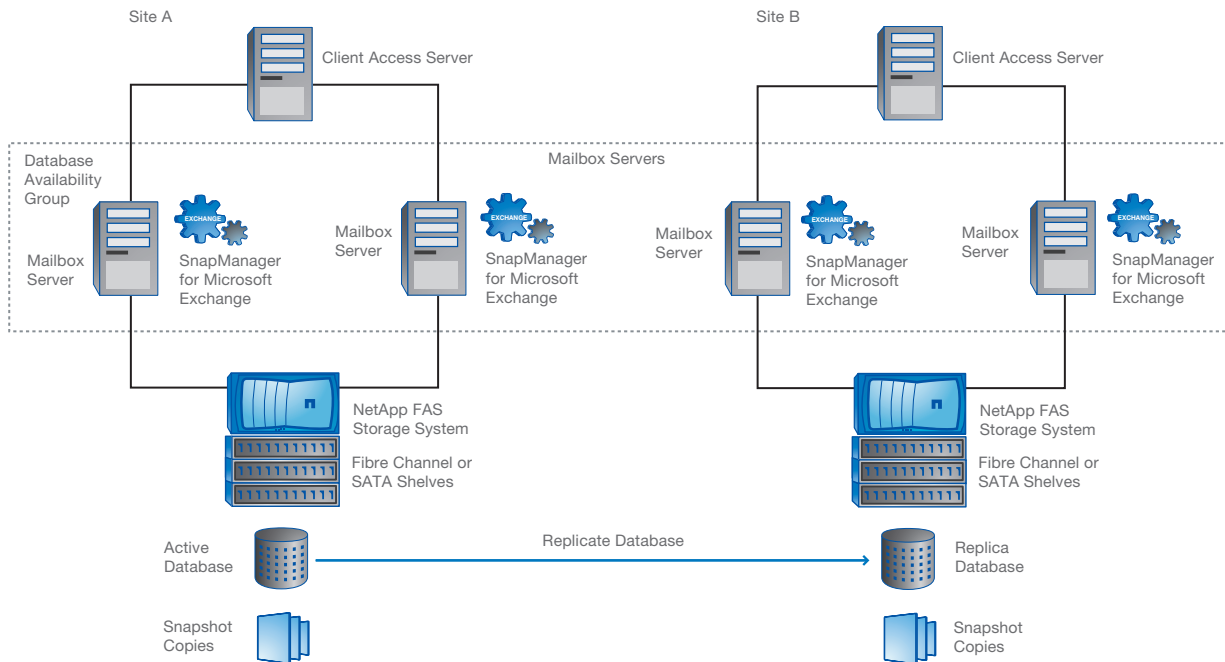 Site A
Site B
Client Access Server
Client Access Server
Mailbox Servers
Database
Availability
Group
Mailbox
Server
EXCHANGE
SnapManager
for Microsoft
Exchange
Mailbox
Server
EXCHANGE
SnapManager
for Microsoft
Exchange
Mailbox
Server
EXCHANGE
SnapManager
for Microsoft
Exchange
Mailbox
Server
EXCHANGE
SnapManager
for Microsoft
Exchange
NetApp FAS
Storage System
Fibre Channel or
SATA Shelves
NetApp FAS
Storage System
Fibre Channel or
SATA Shelves
Active
Database
Replicate Database
Replica
Database
Snapshot
Copies
Snapshot
Copies